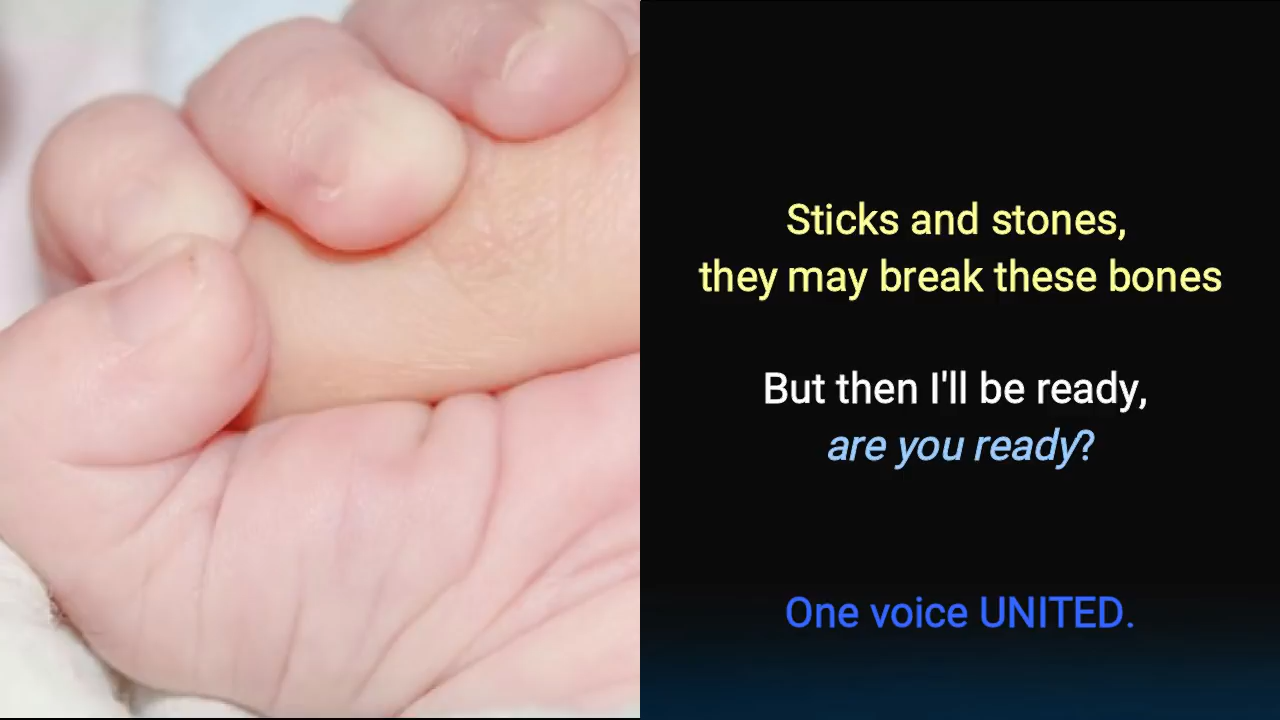 Sticks and stones,
they may break these bones
But then I'll be ready,
are you ready?
One voice UNITED.